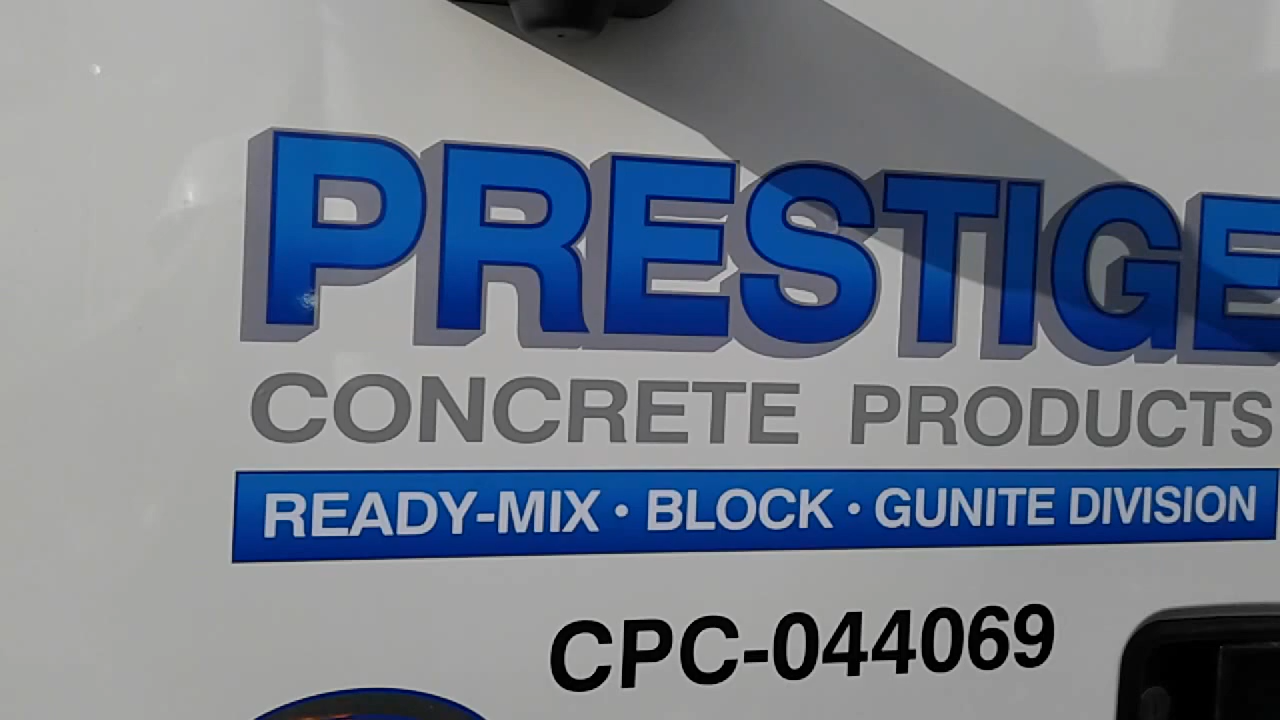 PRESTIGE
CONCRETE PRODUCTS
READY-MIX • BLOCK • GUNITE DIVISION
CPC-044069